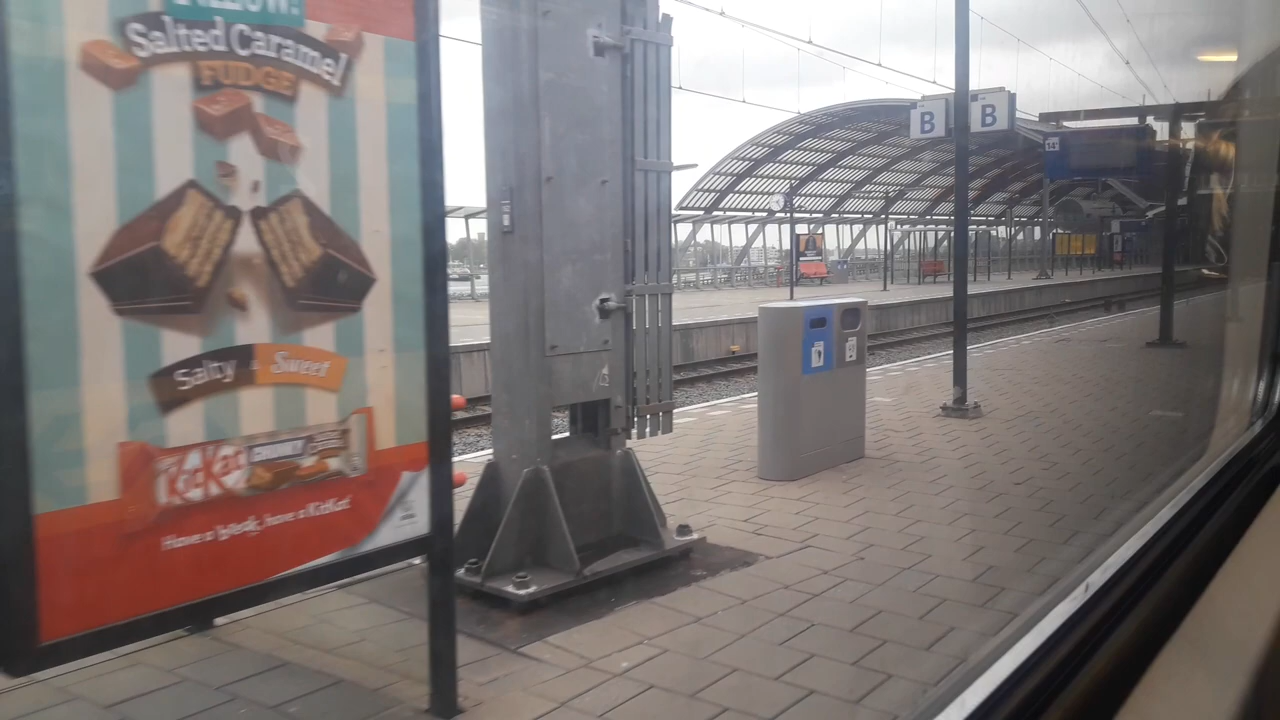 Salted Caramel
FUDGE
Salty & Sweet
KitKat CHUNKY
Have a break, have a KitKat
B B
14